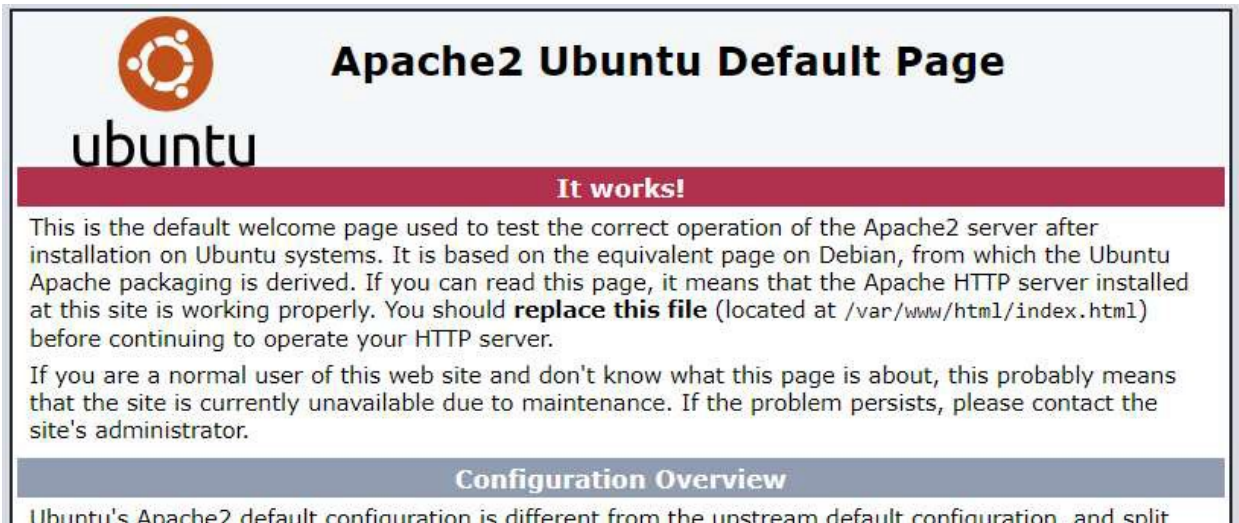 Apache2 Ubuntu Default Page
ubuntu
It works!
This is the default welcome page used to test the correct operation of the Apache2 server after
installation on Ubuntu systems. It is based on the equivalent page on Debian, from which the Ubuntu
Apache packaging is derived. If you can read this page, it means that the Apache HTTP server installed
at this site is working properly. You should replace this file (located at /var/www/html/index.html)
before continuing to operate your HTTP server.
If you are a normal user of this web site and don't know what this page is about, this probably means
that the site is currently unavailable due to maintenance. If the problem persists, please contact the
site's administrator.
Configuration Overview
Ubuntu's Apache2 default configuration is different from the upstream default configuration, and split